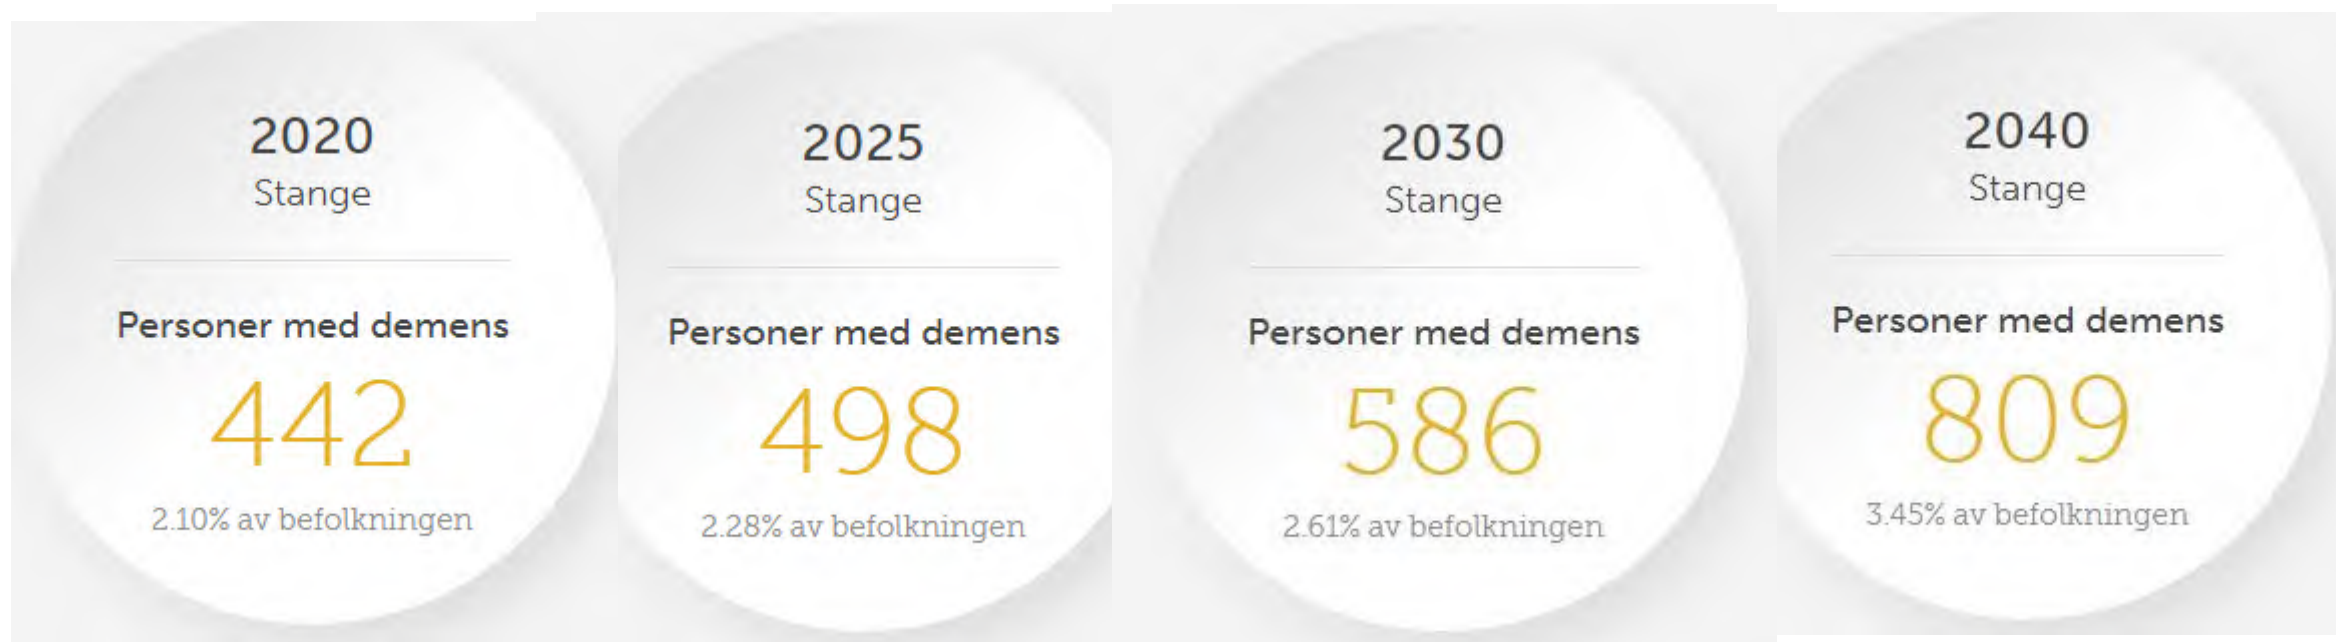 2020
Stange
Personer med demens
442
2.10% av befolkningen
2025
Stange
Personer med demens
498
2.28% av befolkningen
2030
Stange
Personer med demens
586
2.61% av befolkningen
2040
Stange
Personer med demens
809
3.45% av befolkningen